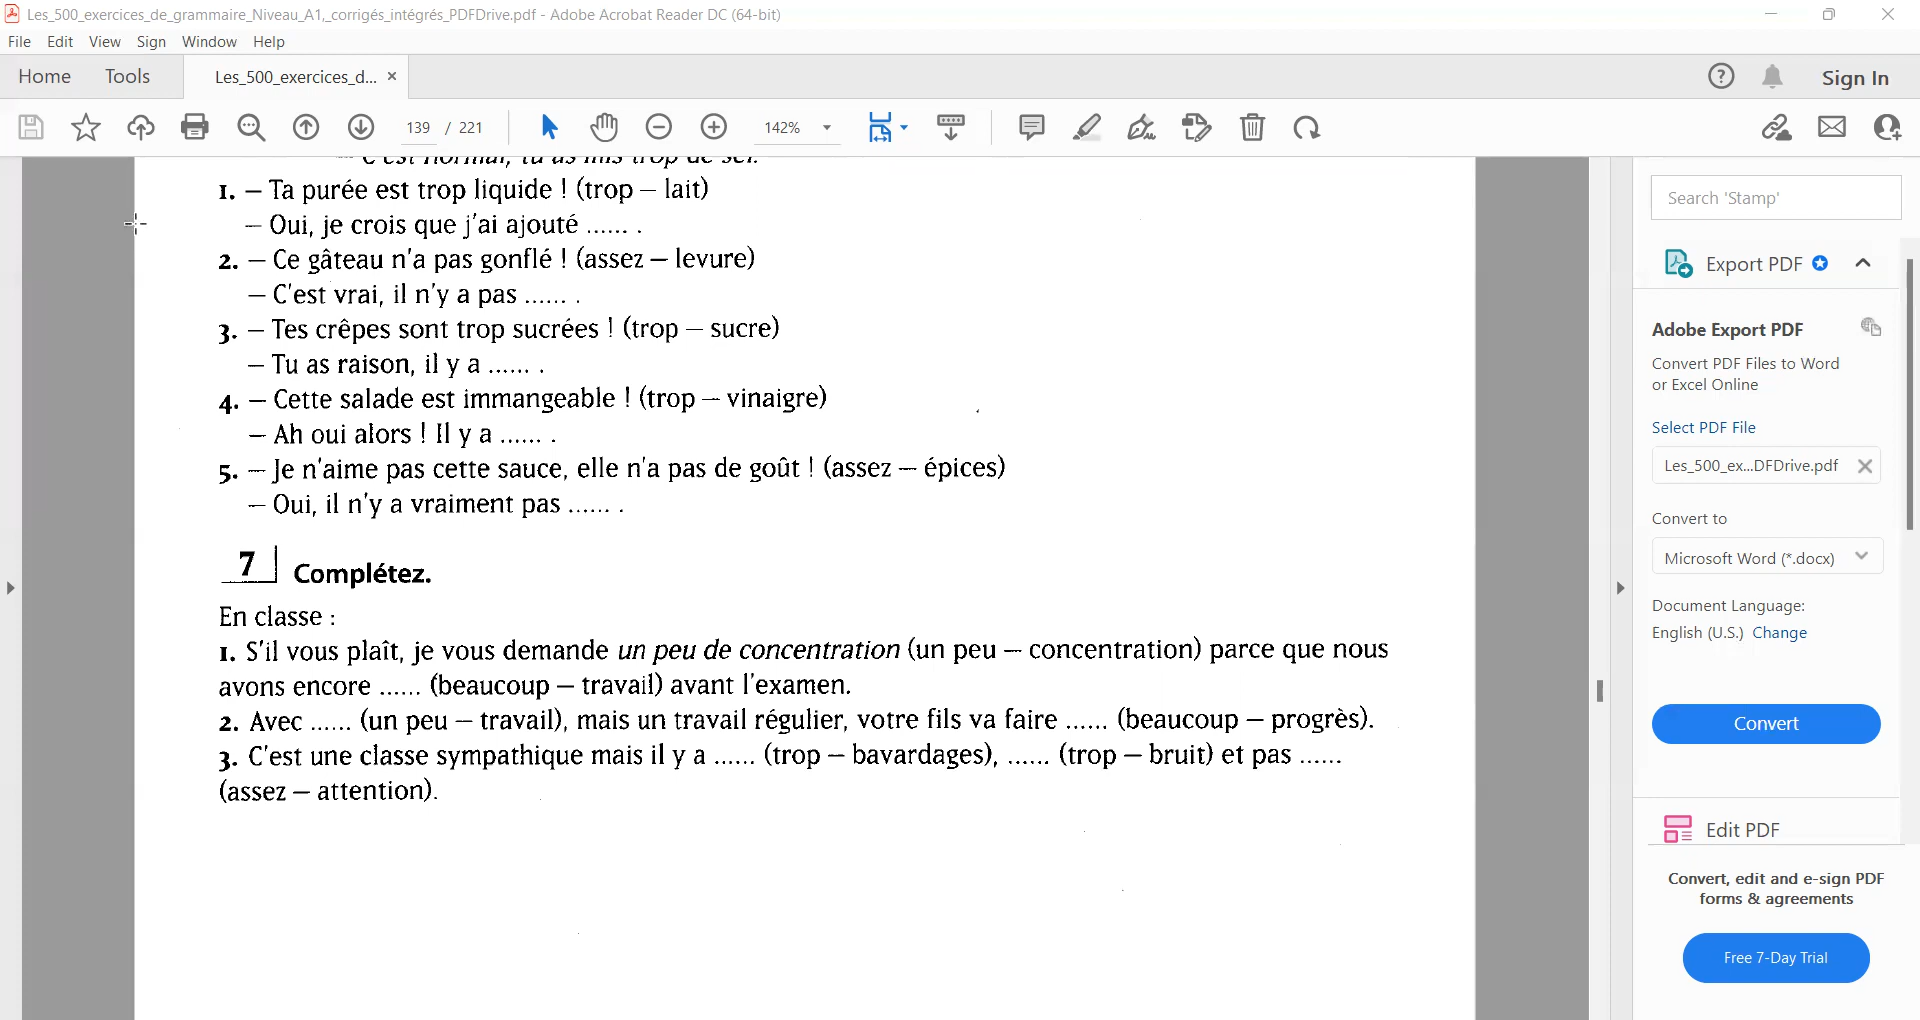 Les_500_exercices_de_grammaire_Niveau_A1,_corrigés_intégrés_PDFDrive.pdf - Adobe Acrobat Reader DC (64-bit)
File Edit View Sign Window Help
Home Tools Les_500_exercices_d... × Sign In
139 / 221 142%
– C'est normal, tu as mis trop de sel.
1. – Ta purée est trop liquide ! (trop – lait)
– Oui, je crois que j'ai ajouté ...... .
2. – Ce gâteau n'a pas gonflé ! (assez – levure)
– C'est vrai, il n'y a pas ...... .
3. – Tes crêpes sont trop sucrées ! (trop – sucre)
– Tu as raison, il y a ...... .
4. – Cette salade est immangeable ! (trop – vinaigre)
– Ah oui alors ! Il y a ...... .
5. – Je n'aime pas cette sauce, elle n'a pas de goût ! (assez – épices)
– Oui, il n'y a vraiment pas ...... .
7 Complétez.
En classe :
1. S'il vous plaît, je vous demande un peu de concentration (un peu – concentration) parce que nous
avons encore ...... (beaucoup – travail) avant l'examen.
2. Avec ...... (un peu – travail), mais un travail régulier, votre fils va faire ...... (beaucoup – progrès).
3. C'est une classe sympathique mais il y a ...... (trop – bavardages), ...... (trop – bruit) et pas ......
(assez – attention).
Search 'Stamp'
Export PDF
Adobe Export PDF
Convert PDF Files to Word
or Excel Online
Select PDF File
Les_500_ex...DFDrive.pdf
Convert to
Microsoft Word (*.docx)
Document Language:
English (U.S.) Change
Convert
Edit PDF
Convert, edit and e-sign PDF
forms & agreements
Free 7-Day Trial